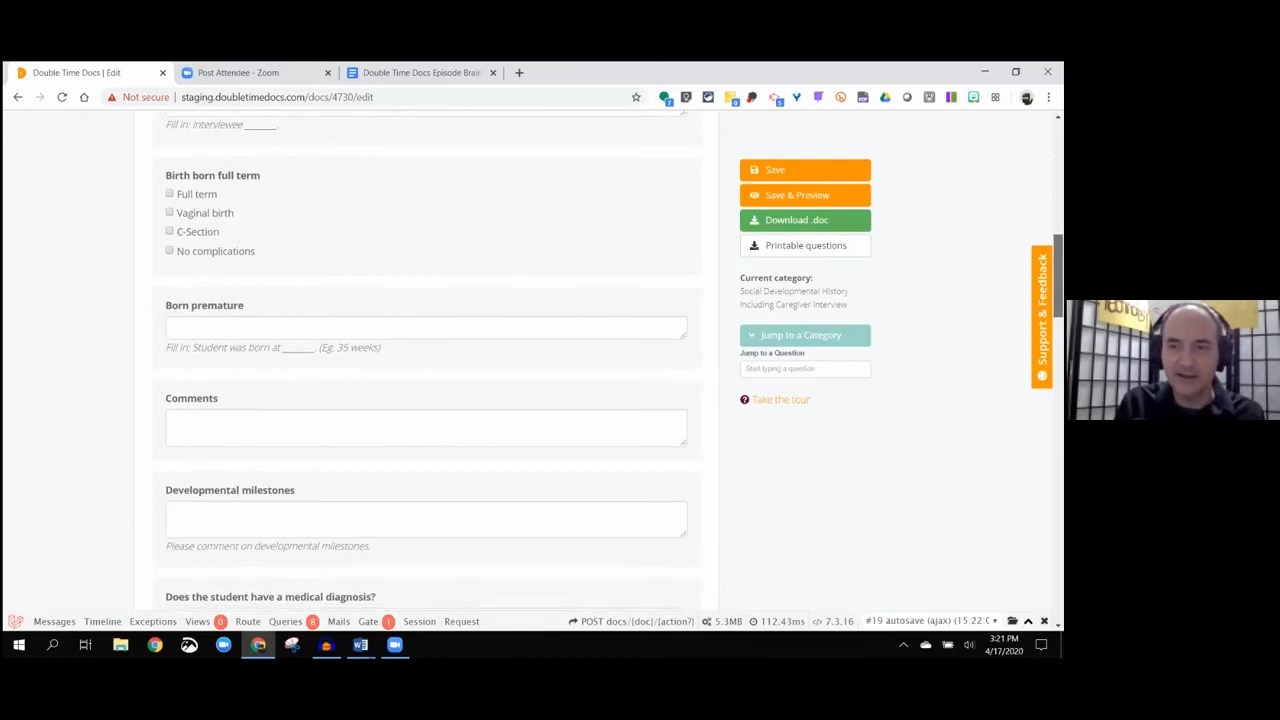 Double Time Docs | Edit
Post Attendee - Zoom
Double Time Docs Episode Brain
Not secure | staging.doubletimedocs.com/docs/4730/edit
Fill in: Interviewee ______.
Birth born full term
Full term
Vaginal birth
C-Section
No complications
Born premature
Fill in: Student was born at ______. (Eg. 35 weeks)
Comments
Developmental milestones
Please comment on developmental milestones.
Does the student have a medical diagnosis?
Save
Save & Preview
Download .doc
Printable questions
Current category:
Social Developmental History
Including Caregiver Interview
Jump to a Category
Jump to a Question
Start typing a question
Take the tour
Support & Feedback
Messages Timeline Exceptions Views 0 Route Queries 8 Mails Gate 1 Session Request
POST docs/{doc}/{action?} 5.3MB 112.43ms 7.3.16 #19 autosave (ajax) (15:22:0
3:21 PM
4/17/2020